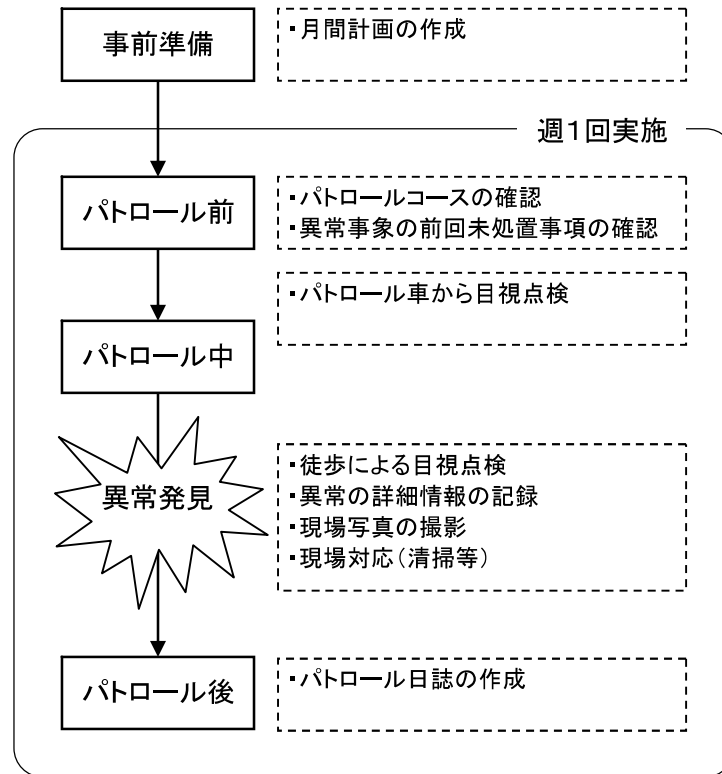 事前準備
・月間計画の作成
週1回実施
パトロール前
・パトロールコースの確認
・異常事象の前回未処置事項の確認
・パトロール車から目視点検
パトロール中
異常発見
・徒歩による目視点検
・異常の詳細情報の記録
・現場写真の撮影
・現場対応(清掃等)
パトロール後
・パトロール日誌の作成